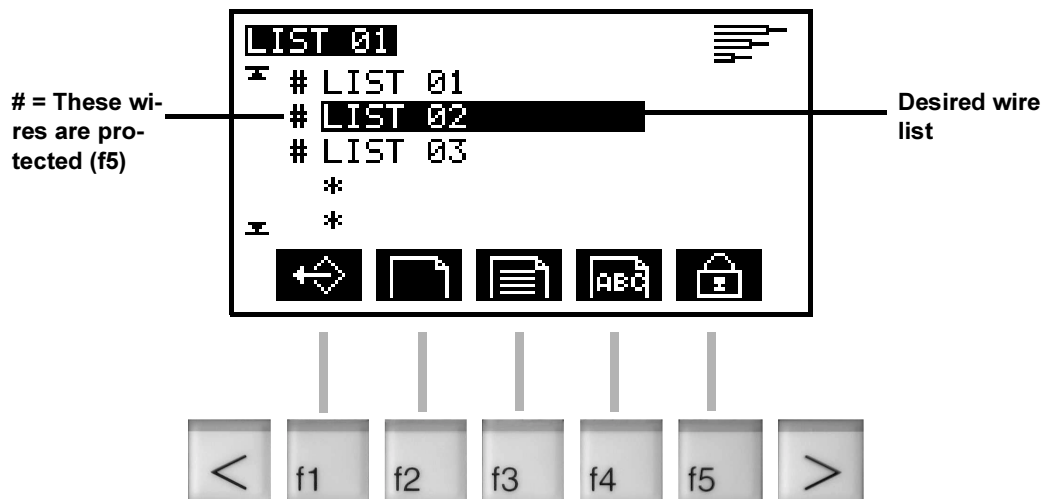 LIST 01
# LIST 01
# LIST 02
# LIST 03
*
*
# = These wi-
res are pro-
tected (f5)
Desired wire
list
ABC
< f1 f2 f3 f4 f5 >